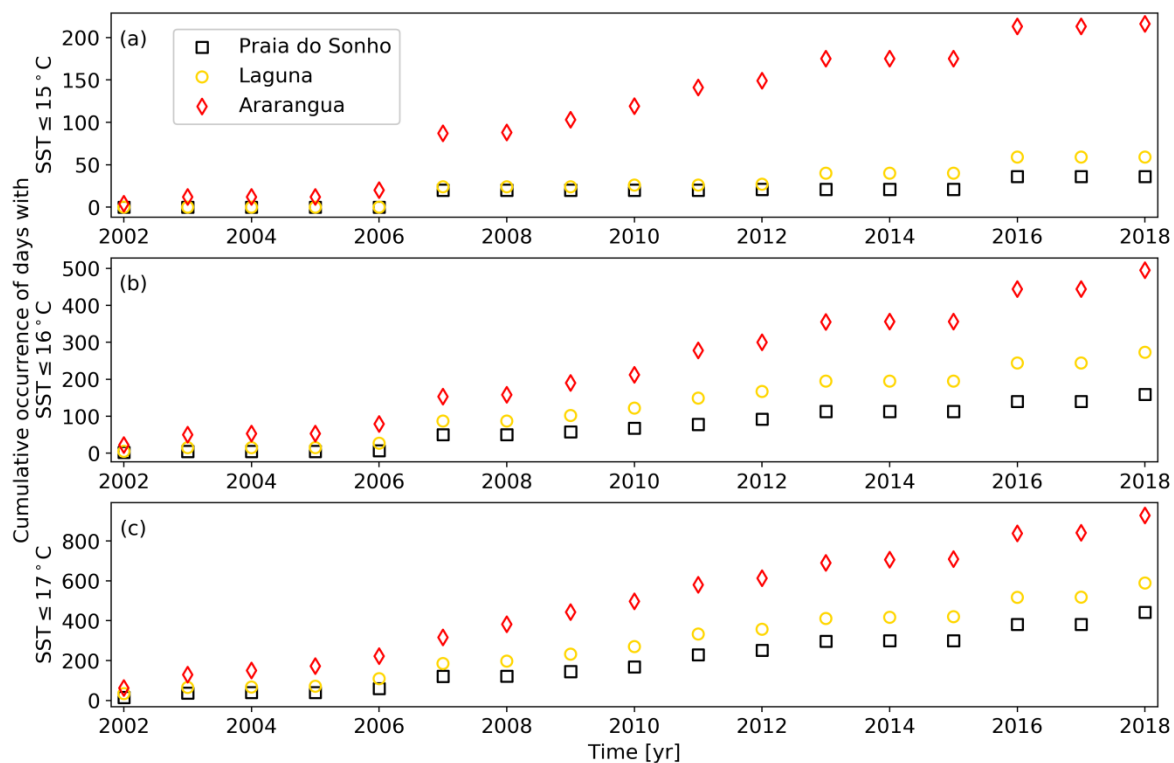 Cumulative occurrence of days with
SST ≤ 15°C
(a)
Praia do Sonho
Laguna
Ararangua
200
150
100
50
0
2002 2004 2006 2008 2010 2012 2014 2016 2018
SST ≤ 16°C
(b)
500
400
300
200
100
0
2002 2004 2006 2008 2010 2012 2014 2016 2018
SST ≤ 17°C
(c)
800
600
400
200
0
2002 2004 2006 2008 2010 2012 2014 2016 2018
Time [yr]